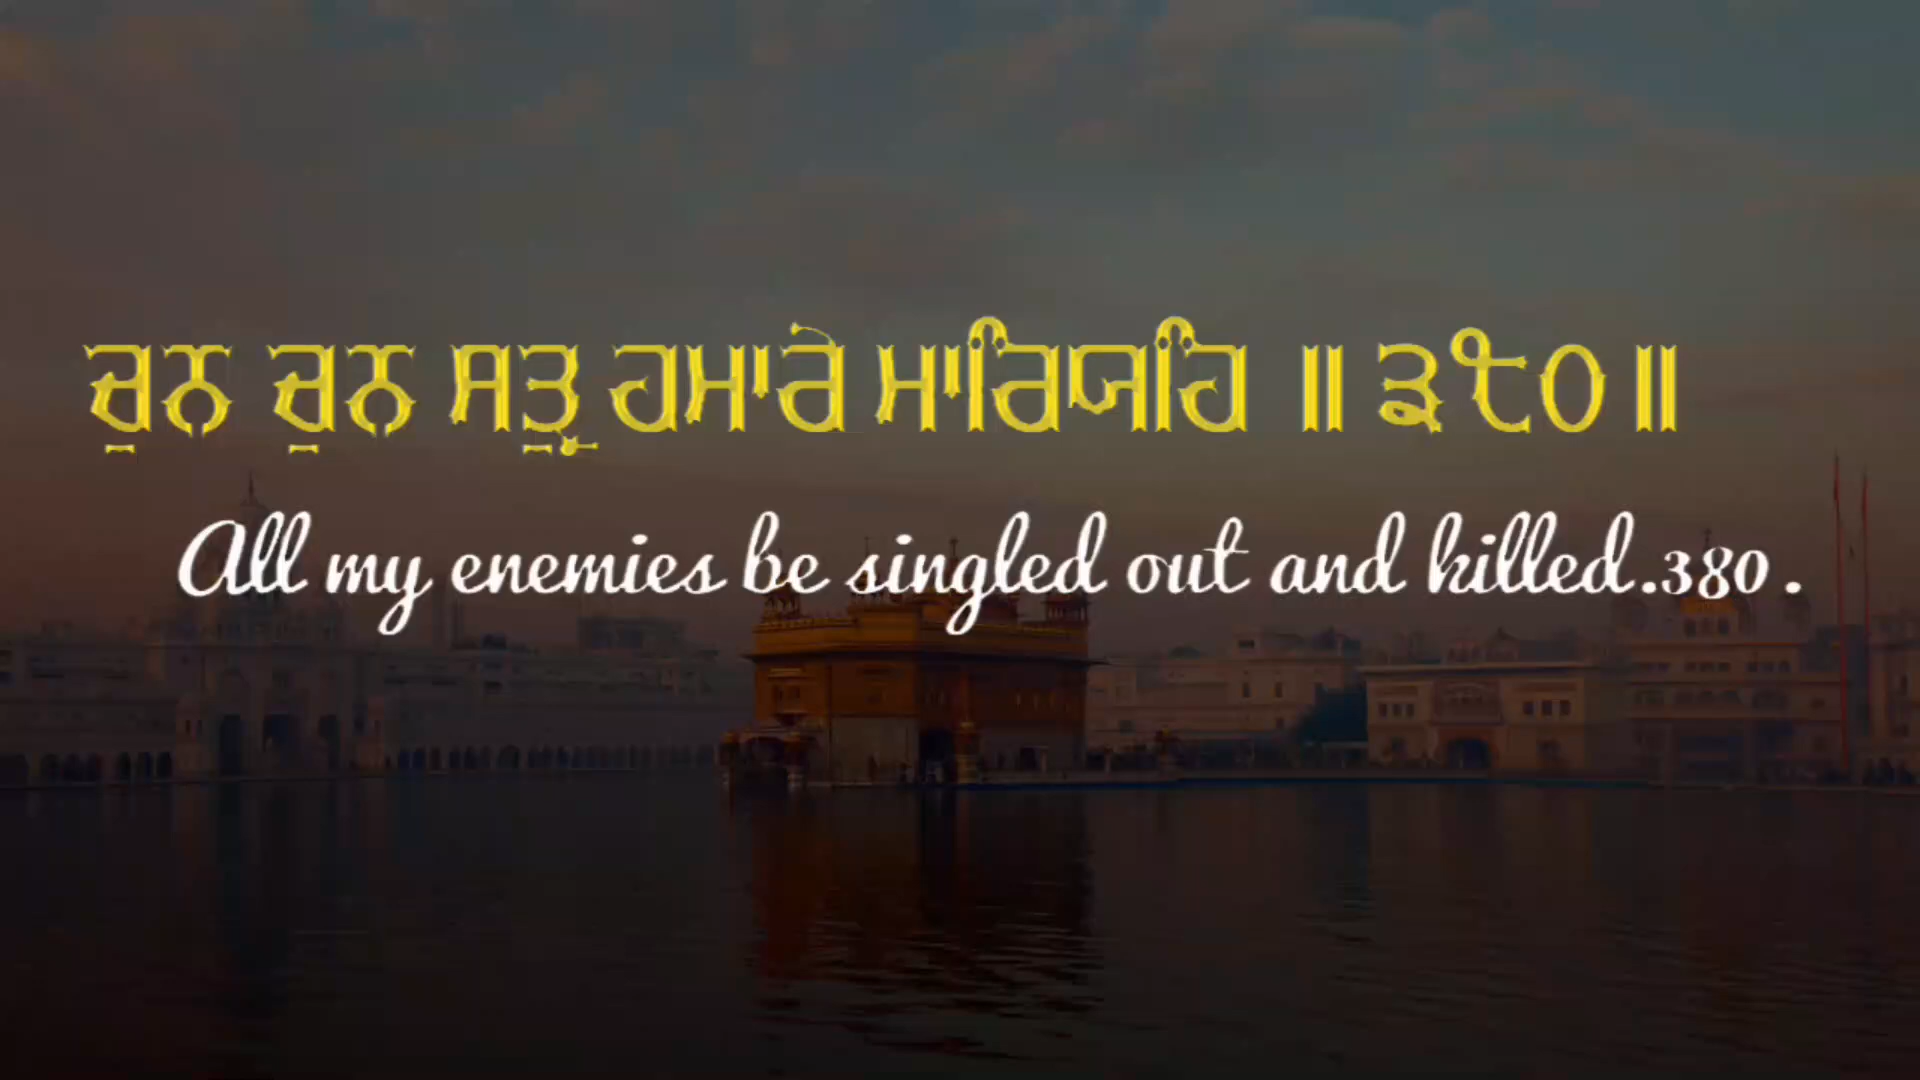 ਚੁਨ ਚੁਨ ਸਤ੍ਰੁ ਹਮਾਰੇ ਮਾਰਿਯਹਿ ॥੩੮੦॥
All my enemies be singled out and killed.380.